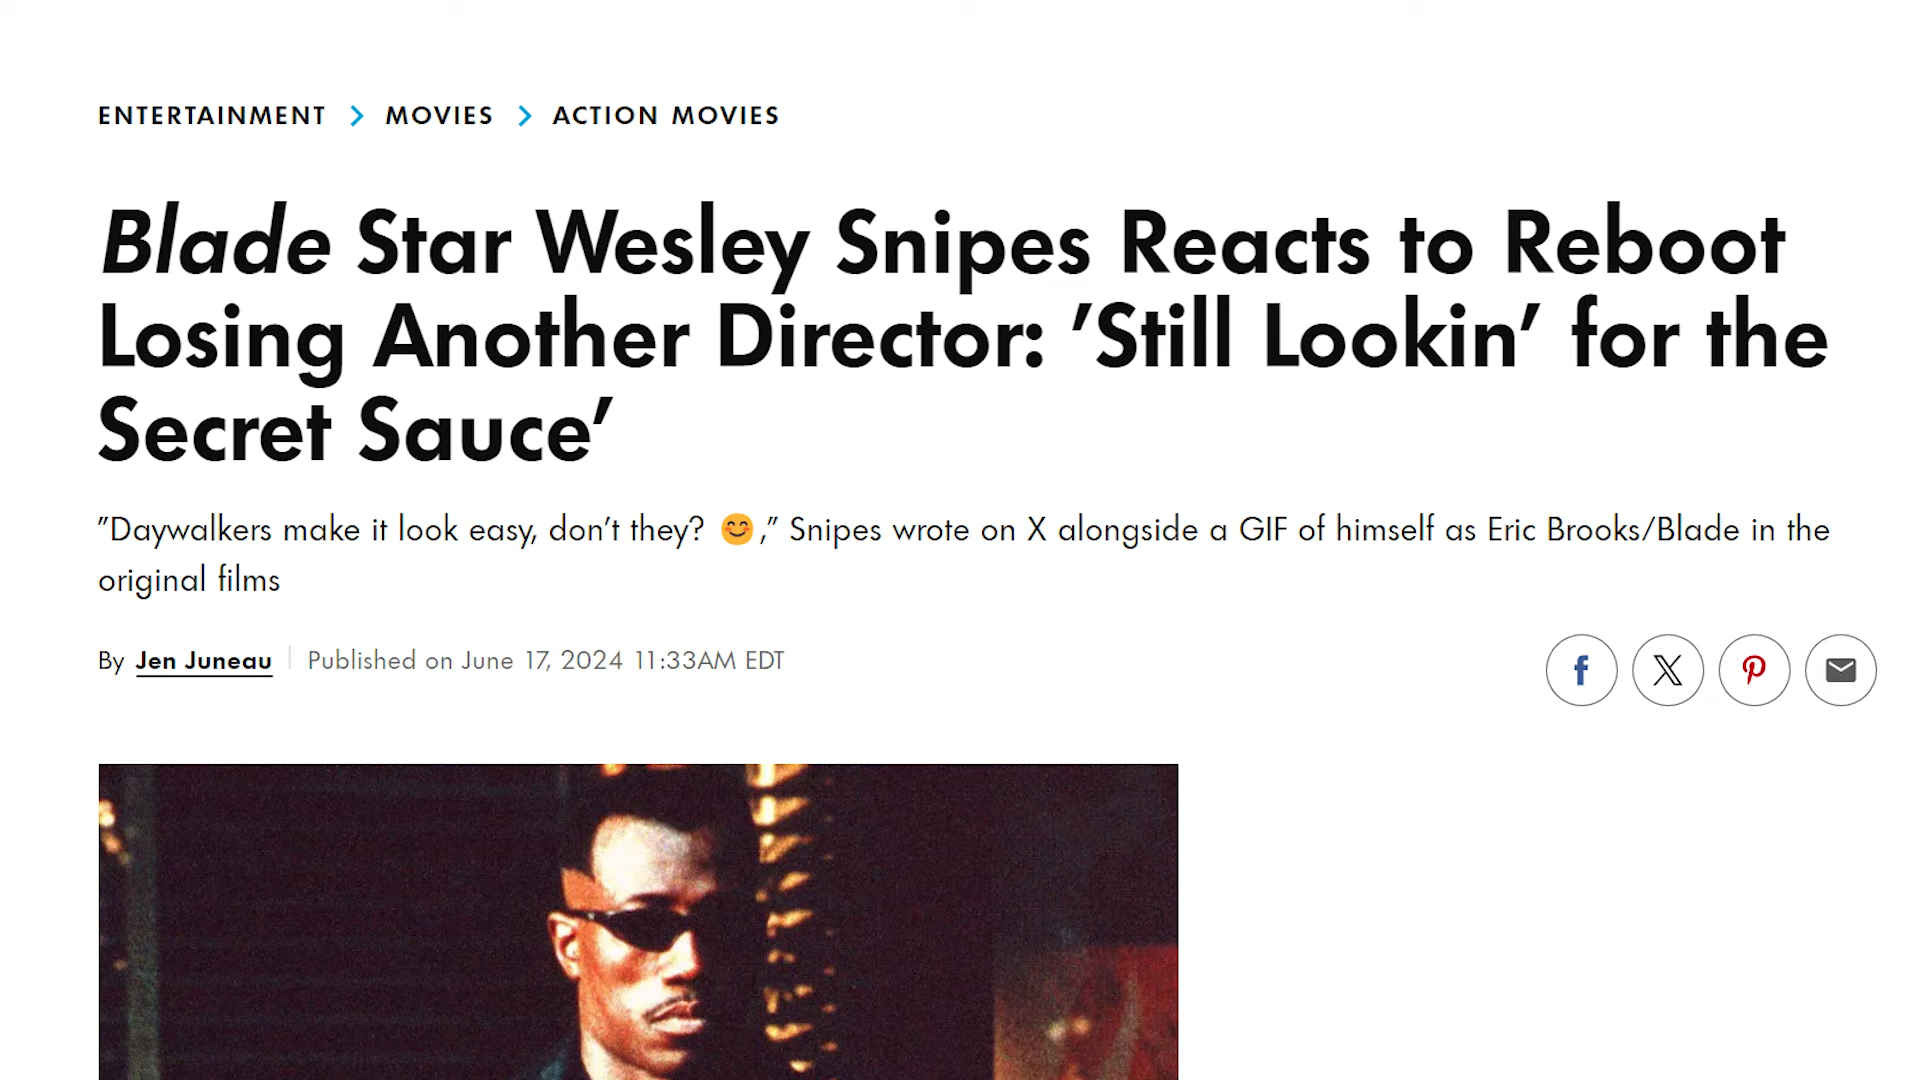 ENTERTAINMENT > MOVIES > ACTION MOVIES
Blade Star Wesley Snipes Reacts to Reboot
Losing Another Director: ’Still Lookin’ for the
Secret Sauce’
”Daywalkers make it look easy, don’t they? 😊,” Snipes wrote on X alongside a GIF of himself as Eric Brooks/Blade in the
original films
By Jen Juneau | Published on June 17, 2024 11:33AM EDT